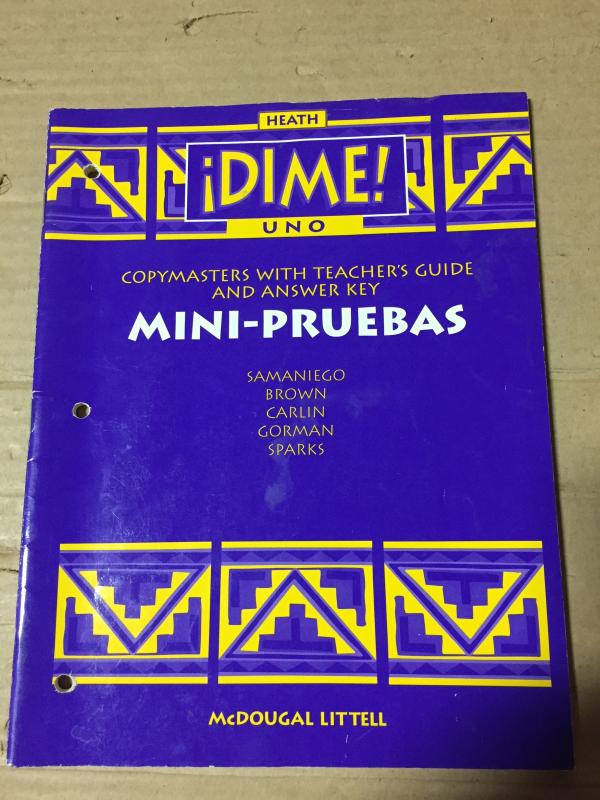 HEATH
¡DIME!
UNO
COPYMASTERS WITH TEACHER'S GUIDE
AND ANSWER KEY
MINI-PRUEBAS
SAMANIEGO
BROWN
CARLIN
GORMAN
SPARKS
McDOUGAL LITTELL